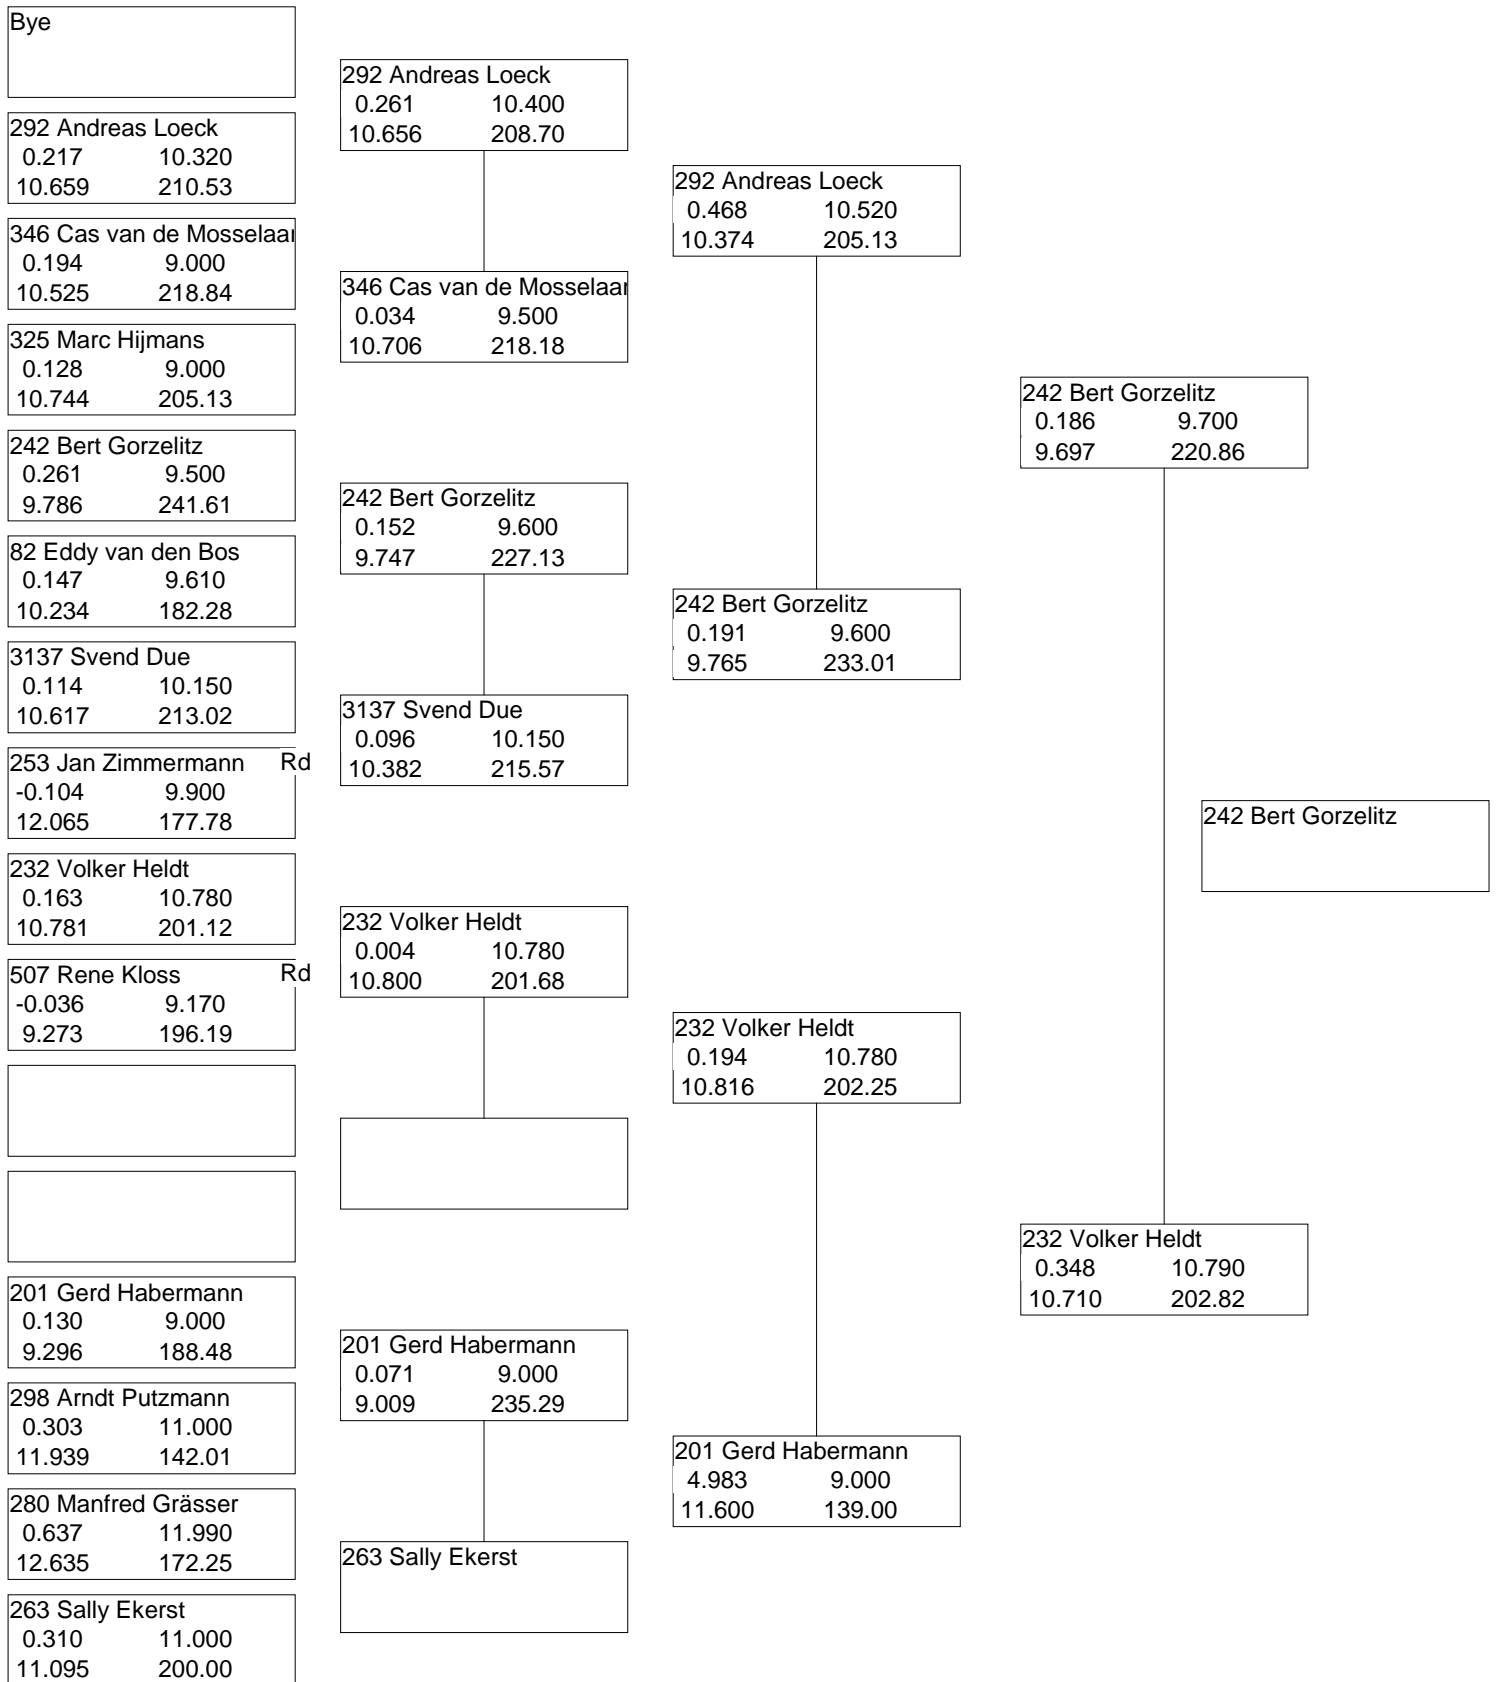 Bye
292 Andreas Loeck
0.217 10.320
10.659 210.53
346 Cas van de Mosselaar
0.194 9.000
10.525 218.84
325 Marc Hijmans
0.128 9.000
10.744 205.13
242 Bert Gorzelitz
0.261 9.500
9.786 241.61
82 Eddy van den Bos
0.147 9.610
10.234 182.28
3137 Svend Due
0.114 10.150
10.617 213.02
253 Jan Zimmermann Rd
-0.104 9.900
12.065 177.78
232 Volker Heldt
0.163 10.780
10.781 201.12
507 Rene Kloss Rd
-0.036 9.170
9.273 196.19
201 Gerd Habermann
0.130 9.000
9.296 188.48
298 Arndt Putzmann
0.303 11.000
11.939 142.01
280 Manfred Grässer
0.637 11.990
12.635 172.25
263 Sally Ekerst
0.310 11.000
11.095 200.00
292 Andreas Loeck
0.261 10.400
10.656 208.70
346 Cas van de Mosselaar
0.034 9.500
10.706 218.18
242 Bert Gorzelitz
0.152 9.600
9.747 227.13
3137 Svend Due
0.096 10.150
10.382 215.57
232 Volker Heldt
0.004 10.780
10.800 201.68
201 Gerd Habermann
0.071 9.000
9.009 235.29
263 Sally Ekerst
292 Andreas Loeck
0.468 10.520
10.374 205.13
242 Bert Gorzelitz
0.191 9.600
9.765 233.01
232 Volker Heldt
0.194 10.780
10.816 202.25
201 Gerd Habermann
4.983 9.000
11.600 139.00
242 Bert Gorzelitz
0.186 9.700
9.697 220.86
232 Volker Heldt
0.348 10.790
10.710 202.82
242 Bert Gorzelitz